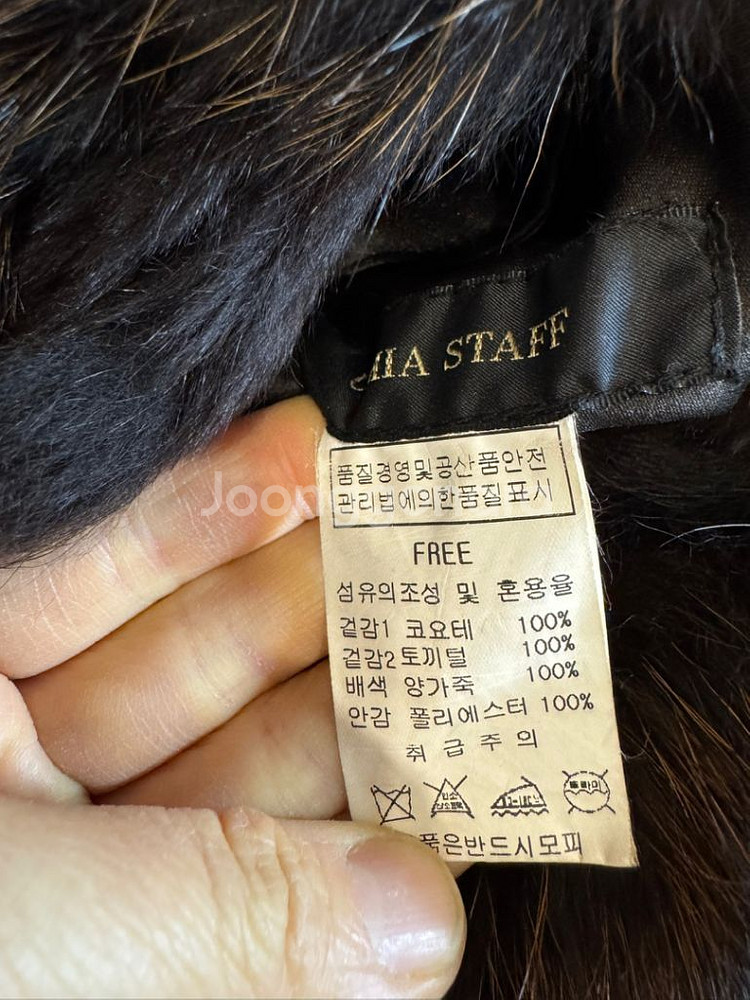 STAFF
품질경영및공산품안전
관리법에의한품질표시
FREE
섬유의조성 및 혼용율
겉감1 코요테 100%
겉감2 토끼털 100%
배색 양가죽 100%
안감 폴리에스터 100%
취급주의
드라이
품은반드시모피